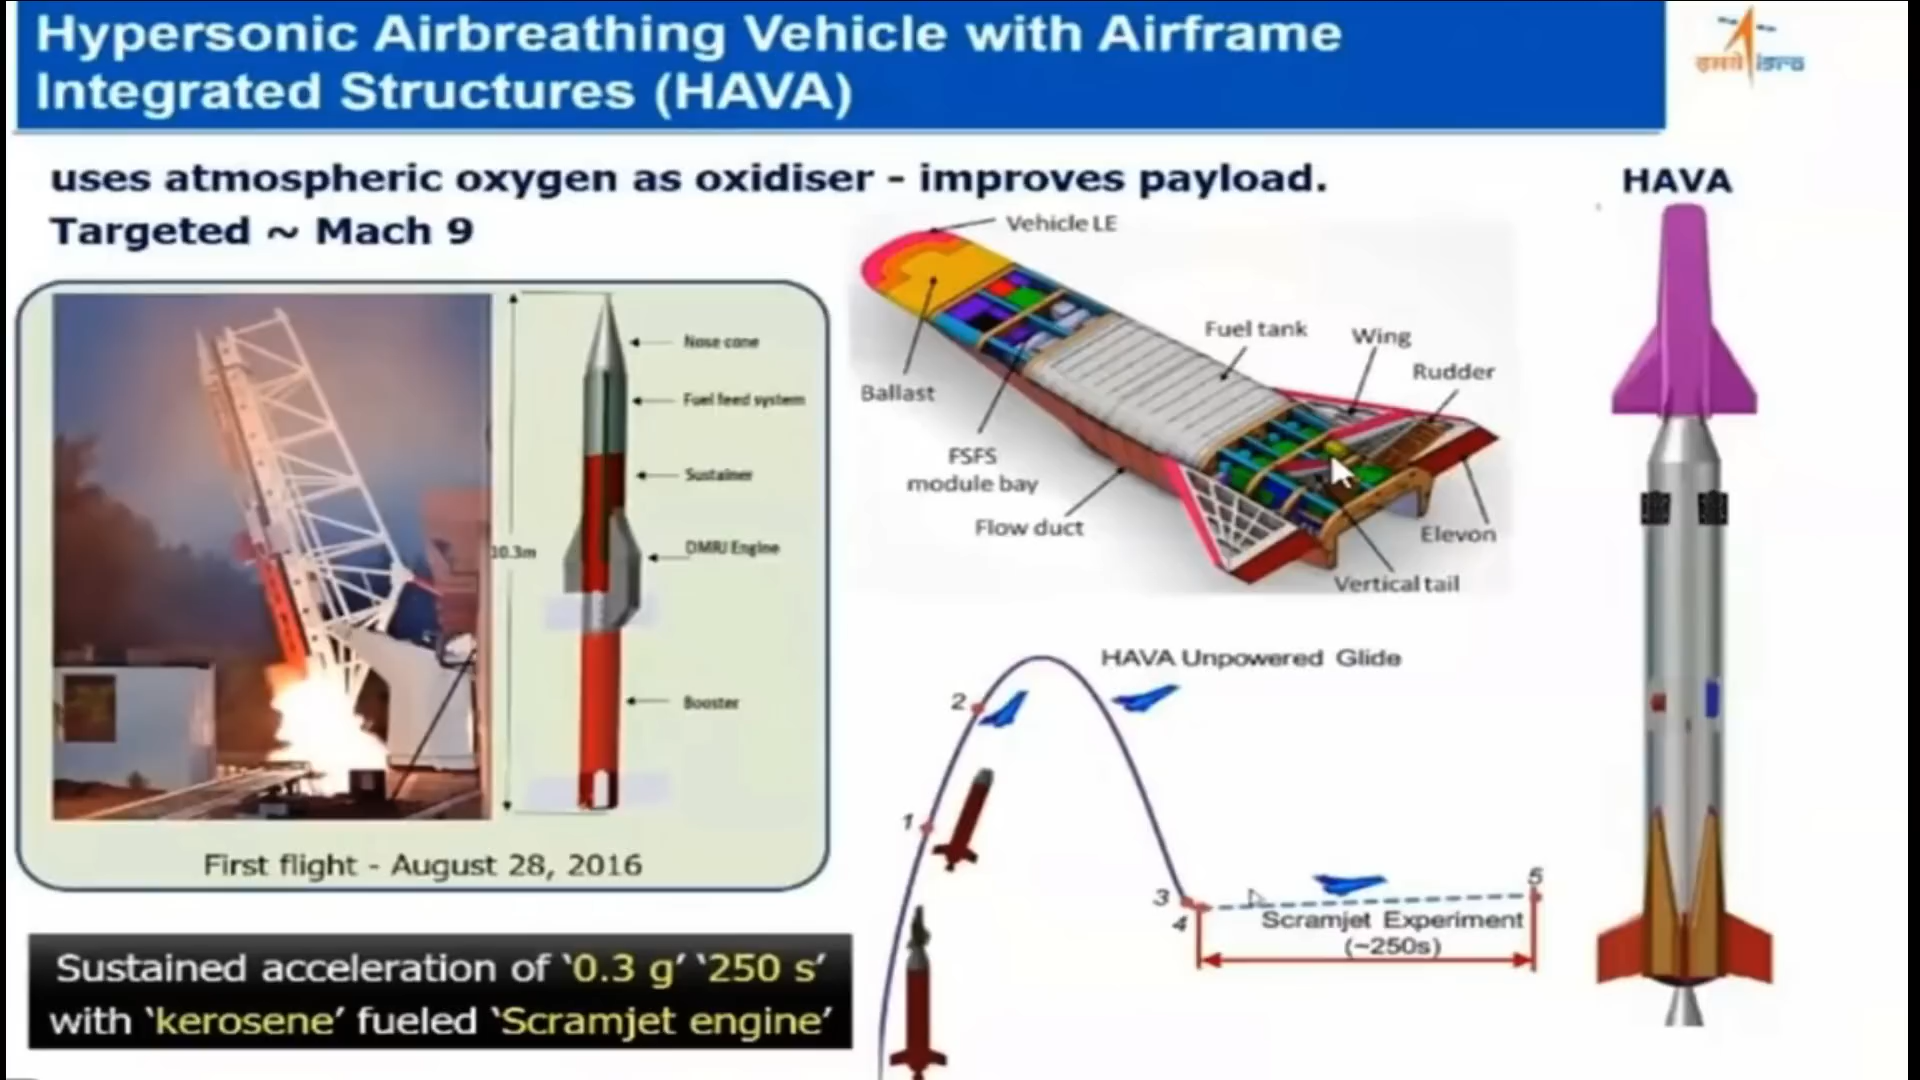 Hypersonic Airbreathing Vehicle with Airframe
Integrated Structures (HAVA)
इसरो isro
uses atmospheric oxygen as oxidiser - improves payload.
Targeted ~ Mach 9
HAVA
Vehicle LE
Fuel tank
Wing
Rudder
Ballast
FSFS
module bay
Flow duct
Elevon
Vertical tail
Nose cone
Fuel feed system
Sustainer
DMRJ Engine
10.3m
Booster
First flight - August 28, 2016
HAVA Unpowered Glide
2
1
3
4
5
Scramjet Experiment
(~250s)
Sustained acceleration of ‘0.3 g’ ‘250 s’
with ‘kerosene’ fueled ‘Scramjet engine’